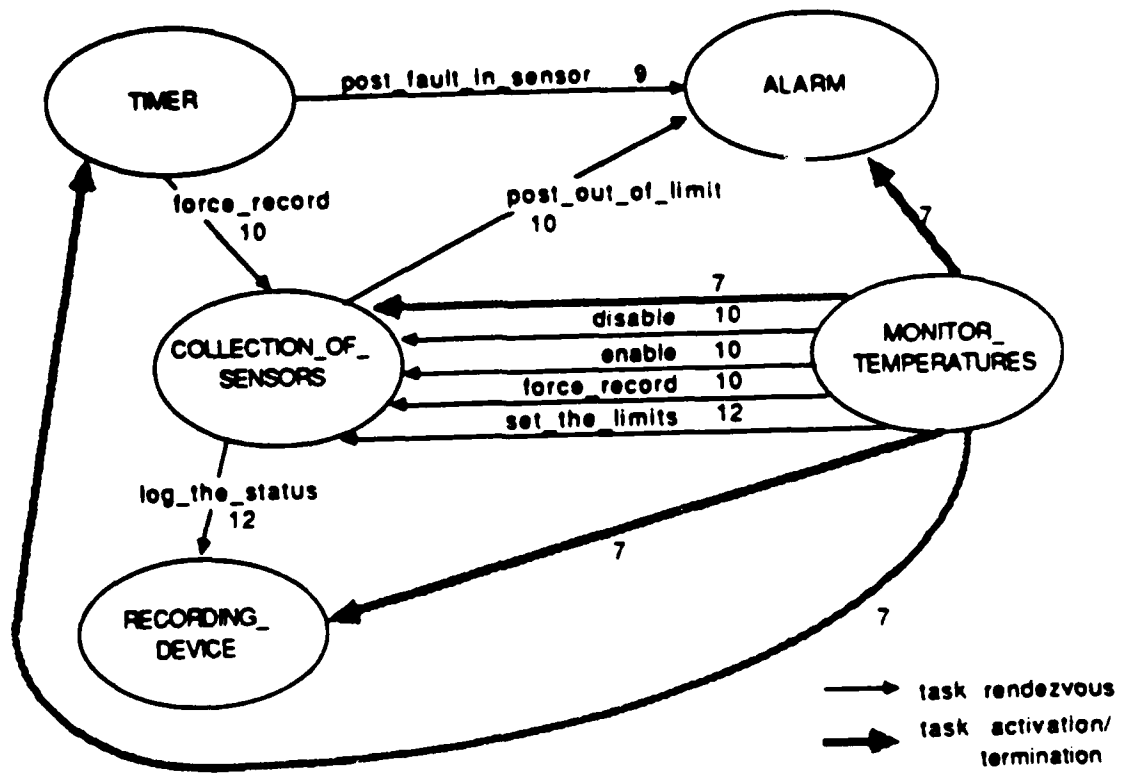 TIMER
post_fault_in_sensor 9
ALARM
force_record
10
post_out_of_limit
10
7
7
disable 10
enable 10
force_record 10
set_the_limits 12
COLLECTION_OF_
SENSORS
MONITOR_
TEMPERATURES
log_the_status
12
7
RECORDING_
DEVICE
7
task rendezvous
task activation/
termination